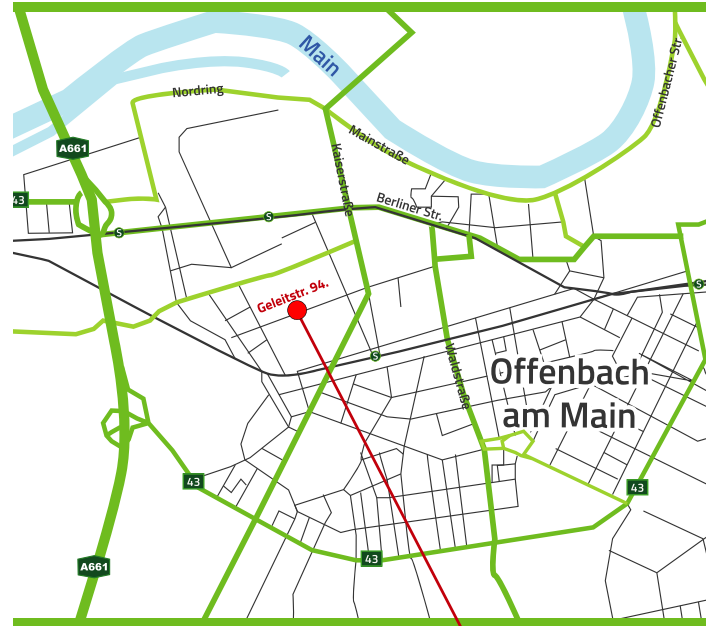 Main
Nordring
Offenbacher Str
A661
Mainstraße
Kaiserstraße
43
Berliner Str.
S
S
S
Geleitstr. 94.
S
Waldstraße
Offenbach
am Main
43
43
43
A661